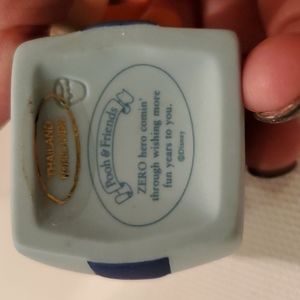 Pooh & Friends
ZERO hero comin'
through wishing more
fun years to you.
©Disney
THAILAND